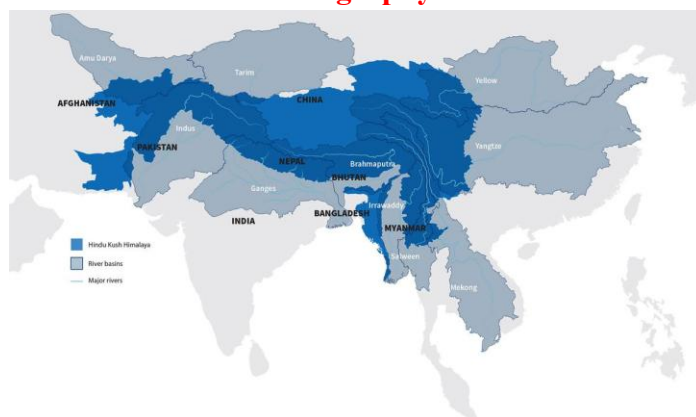 Amu Darya
Tarim
Yellow
AFGHANISTAN
CHINA
Indus
PAKISTAN
Yangtze
NEPAL
Brahmaputra
BHUTAN
Ganges
Irrawaddy
BANGLADESH
INDIA
MYANMAR
Hindu Kush Himalaya
River basins
Salween
Major rivers
Mekong